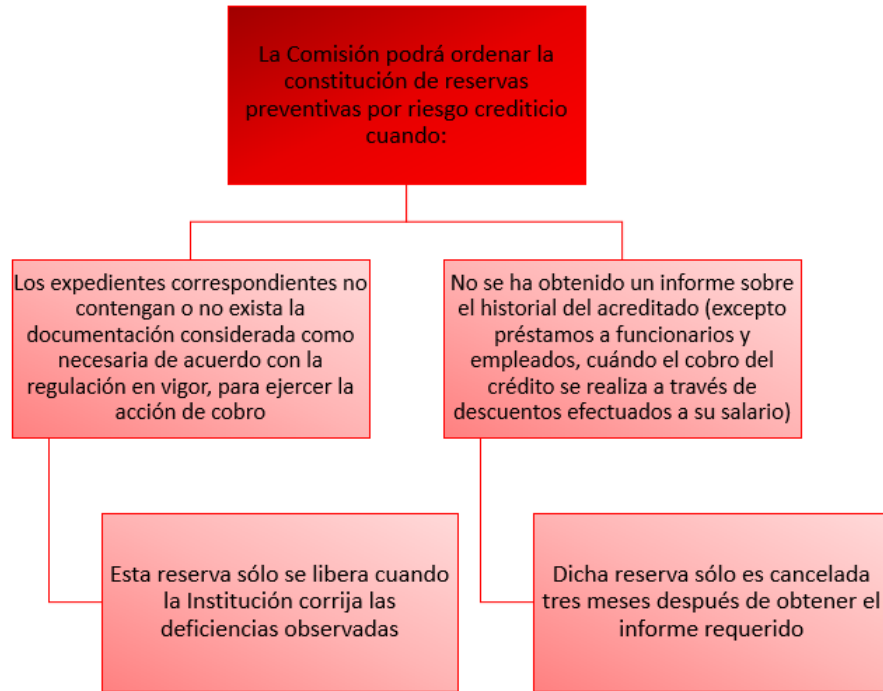 La Comisión podrá ordenar la
constitución de reservas
preventivas por riesgo crediticio
cuando:
Los expedientes correspondientes no
contengan o no exista la
documentación considerada como
necesaria de acuerdo con la
regulación en vigor, para ejercer la
acción de cobro
No se ha obtenido un informe sobre
el historial del acreditado (excepto
préstamos a funcionarios y
empleados, cuándo el cobro del
crédito se realiza a través de
descuentos efectuados a su salario)
Esta reserva sólo se libera cuando
la Institución corrija las
deficiencias observadas
Dicha reserva sólo es cancelada
tres meses después de obtener el
informe requerido